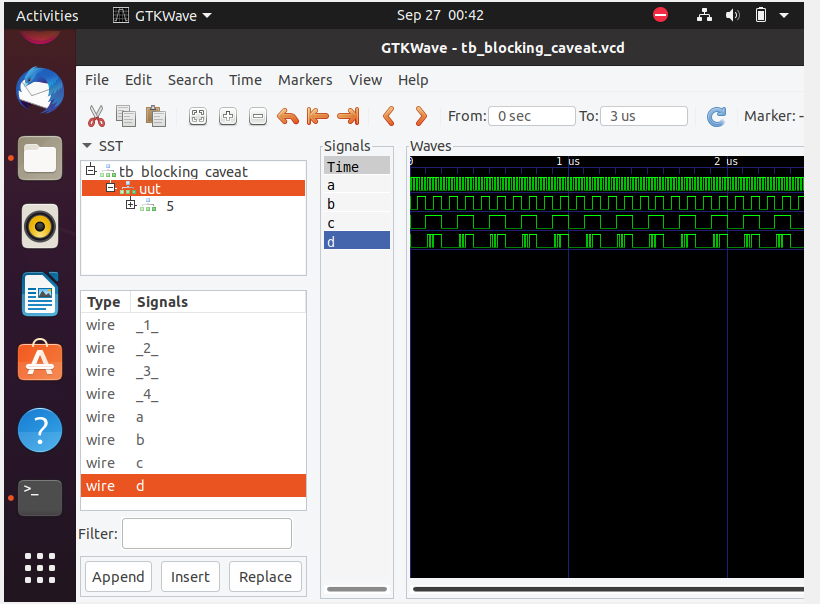 Activities GTKWave Sep 27 00:42
GTKWave - tb_blocking_caveat.vcd
File Edit Search Time Markers View Help
From: 0 sec To: 3 us Marker: -
SST
tb_blocking_caveat
uut
5
Type Signals
wire _1_
wire _2_
wire _3_
wire _4_
wire a
wire b
wire c
wire d
Filter:
Append Insert Replace
Signals
Time
a
b
c
d
Waves
0 1 us 2 us
A
?
>_